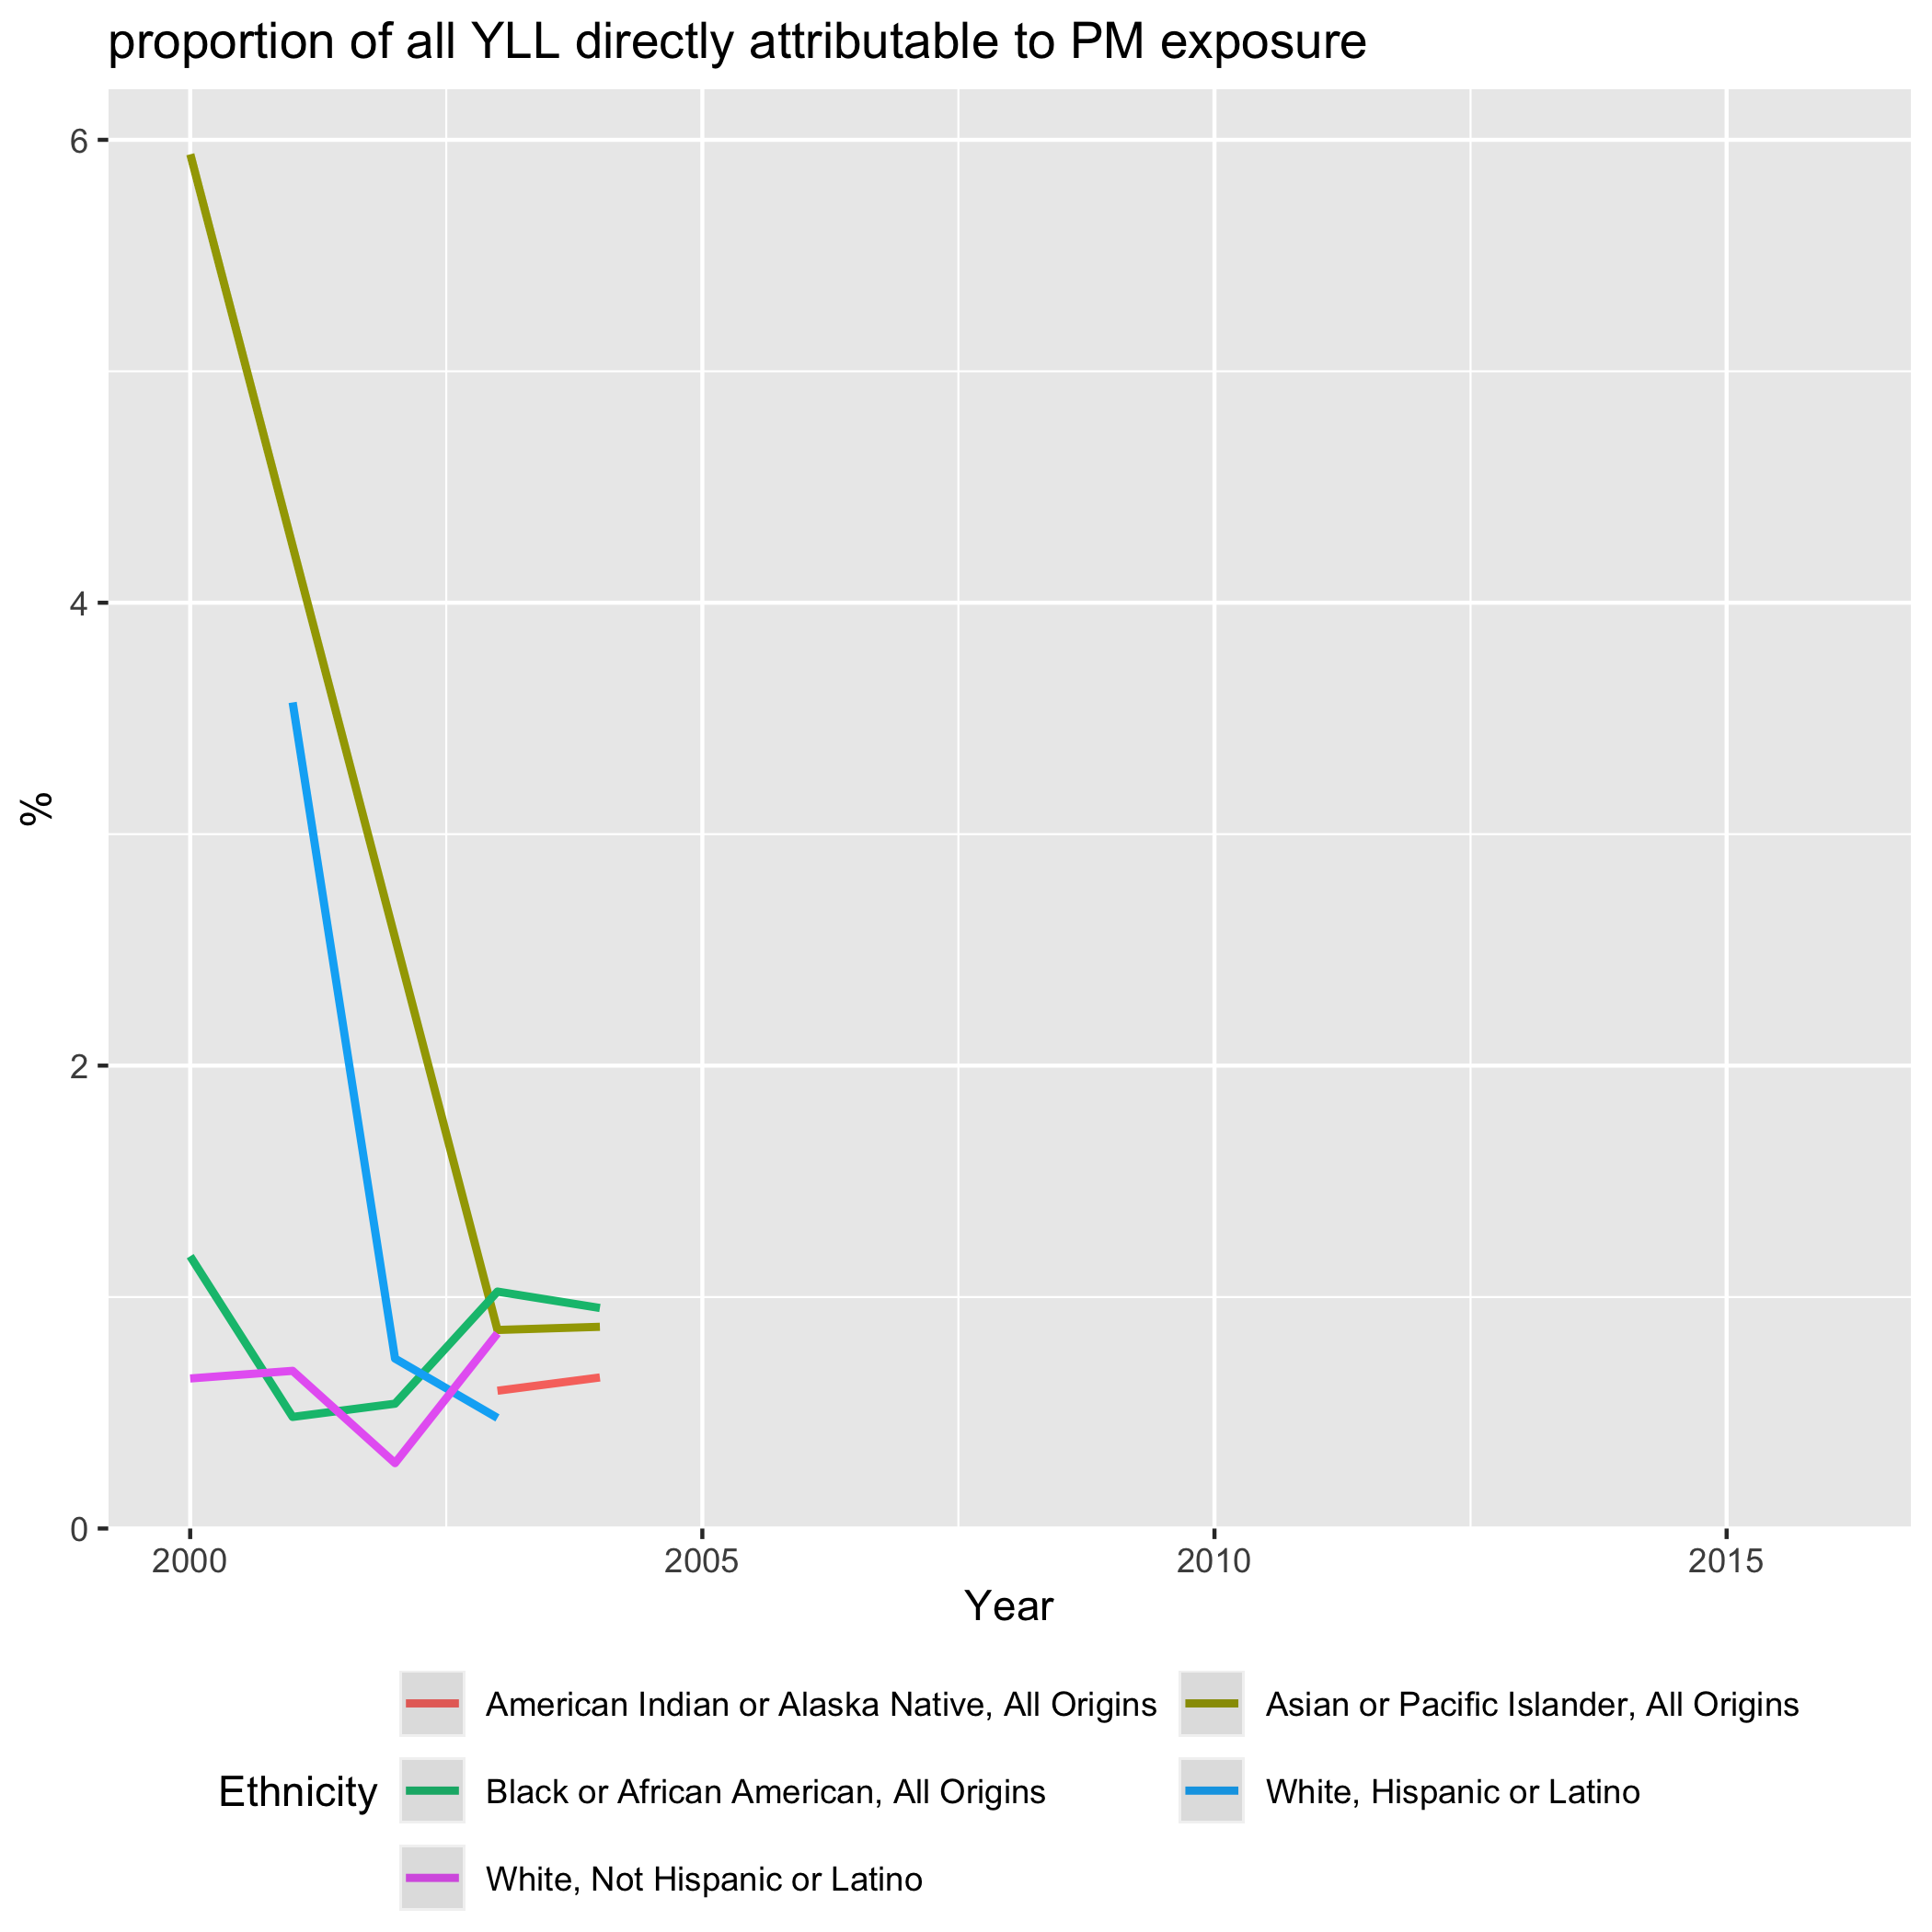 proportion of all YLL directly attributable to PM exposure
6
4
2
0
%
2000 2005 2010 2015
Year
Ethnicity
American Indian or Alaska Native, All Origins
Asian or Pacific Islander, All Origins
Black or African American, All Origins
White, Hispanic or Latino
White, Not Hispanic or Latino